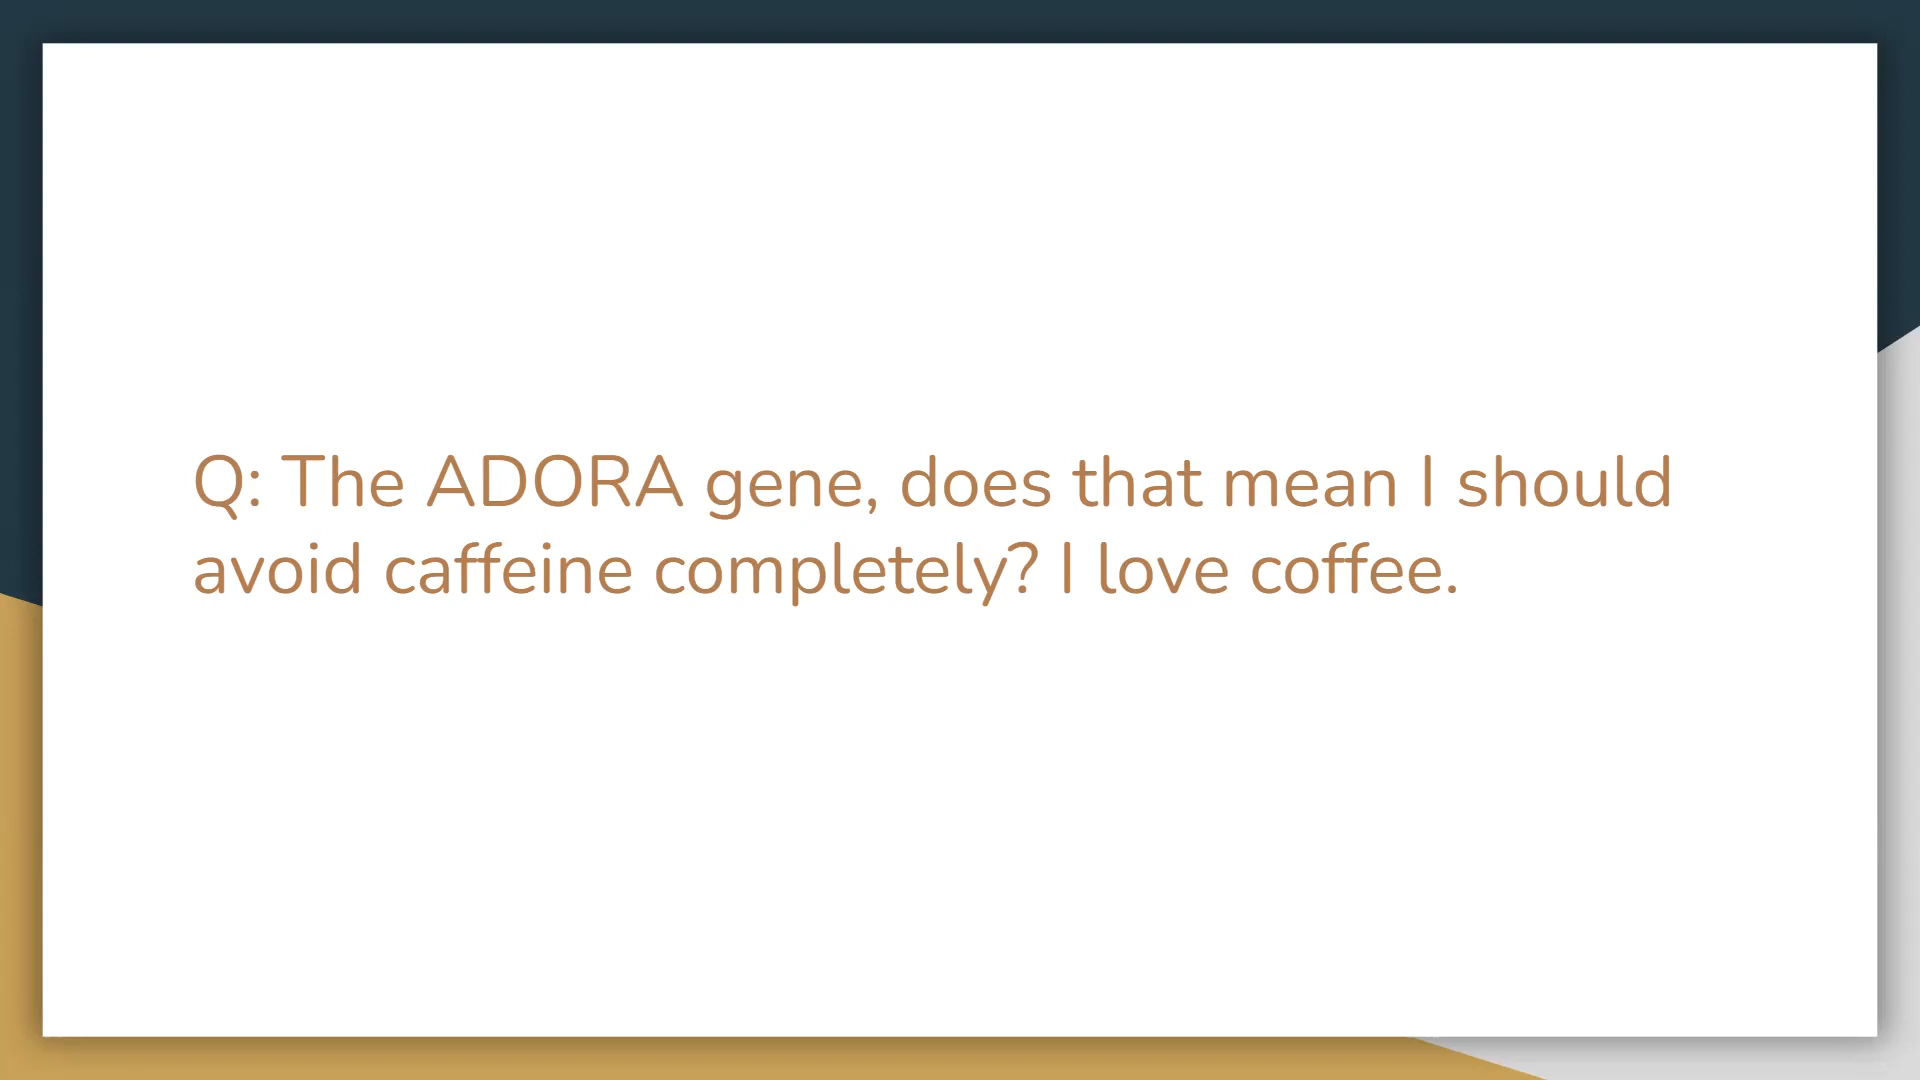 Q: The ADORA gene, does that mean I should
avoid caffeine completely? I love coffee.